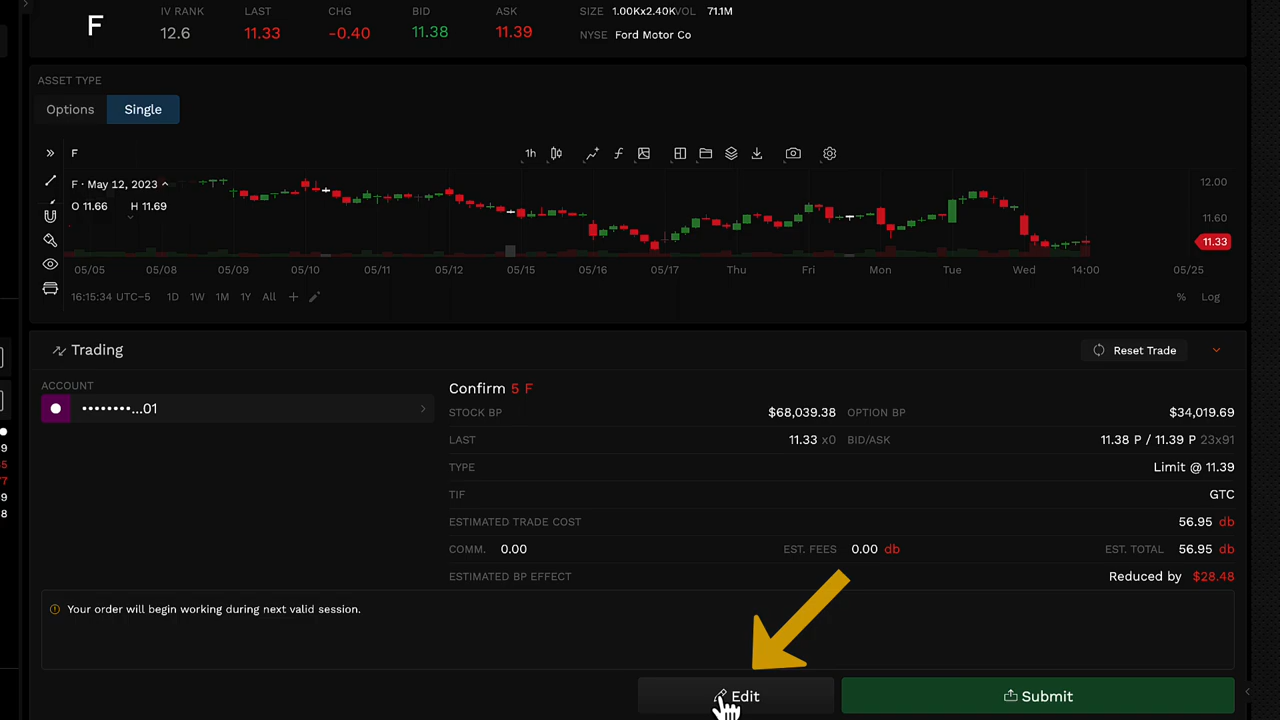 F
IV RANK LAST CHG BID ASK
12.6 11.33 -0.40 11.38 11.39
SIZE 1.00Kx2.40K VOL 71.1M
NYSE Ford Motor Co
ASSET TYPE
Options Single
F 1h
F · May 12, 2023
O 11.66 H 11.69
12.00
11.60
11.33
05/05 05/08 05/09 05/10 05/11 05/12 05/15 05/16 05/17 Thu Fri Mon Tue Wed 14:00 05/25
16:15:34 UTC-5 1D 1W 1M 1Y All % Log
Trading Reset Trade
ACCOUNT
••••••••...01
Confirm 5 F
STOCK BP $68,039.38 OPTION BP $34,019.69
LAST 11.33 x0 BID/ASK 11.38 P / 11.39 P 23x91
TYPE Limit @ 11.39
TIF GTC
ESTIMATED TRADE COST 56.95 db
COMM. 0.00 EST. FEES 0.00 db EST. TOTAL 56.95 db
ESTIMATED BP EFFECT Reduced by $28.48
Your order will begin working during next valid session.
Edit Submit